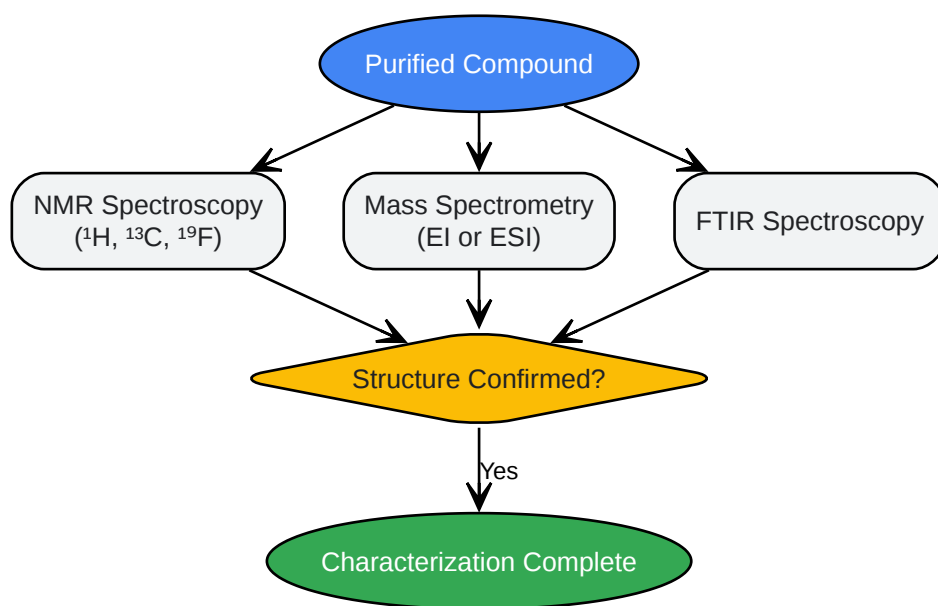 Purified Compound
NMR Spectroscopy
(¹H, ¹³C, ¹⁹F)
Mass Spectrometry
(EI or ESI)
FTIR Spectroscopy
Structure Confirmed?
Yes
Characterization Complete